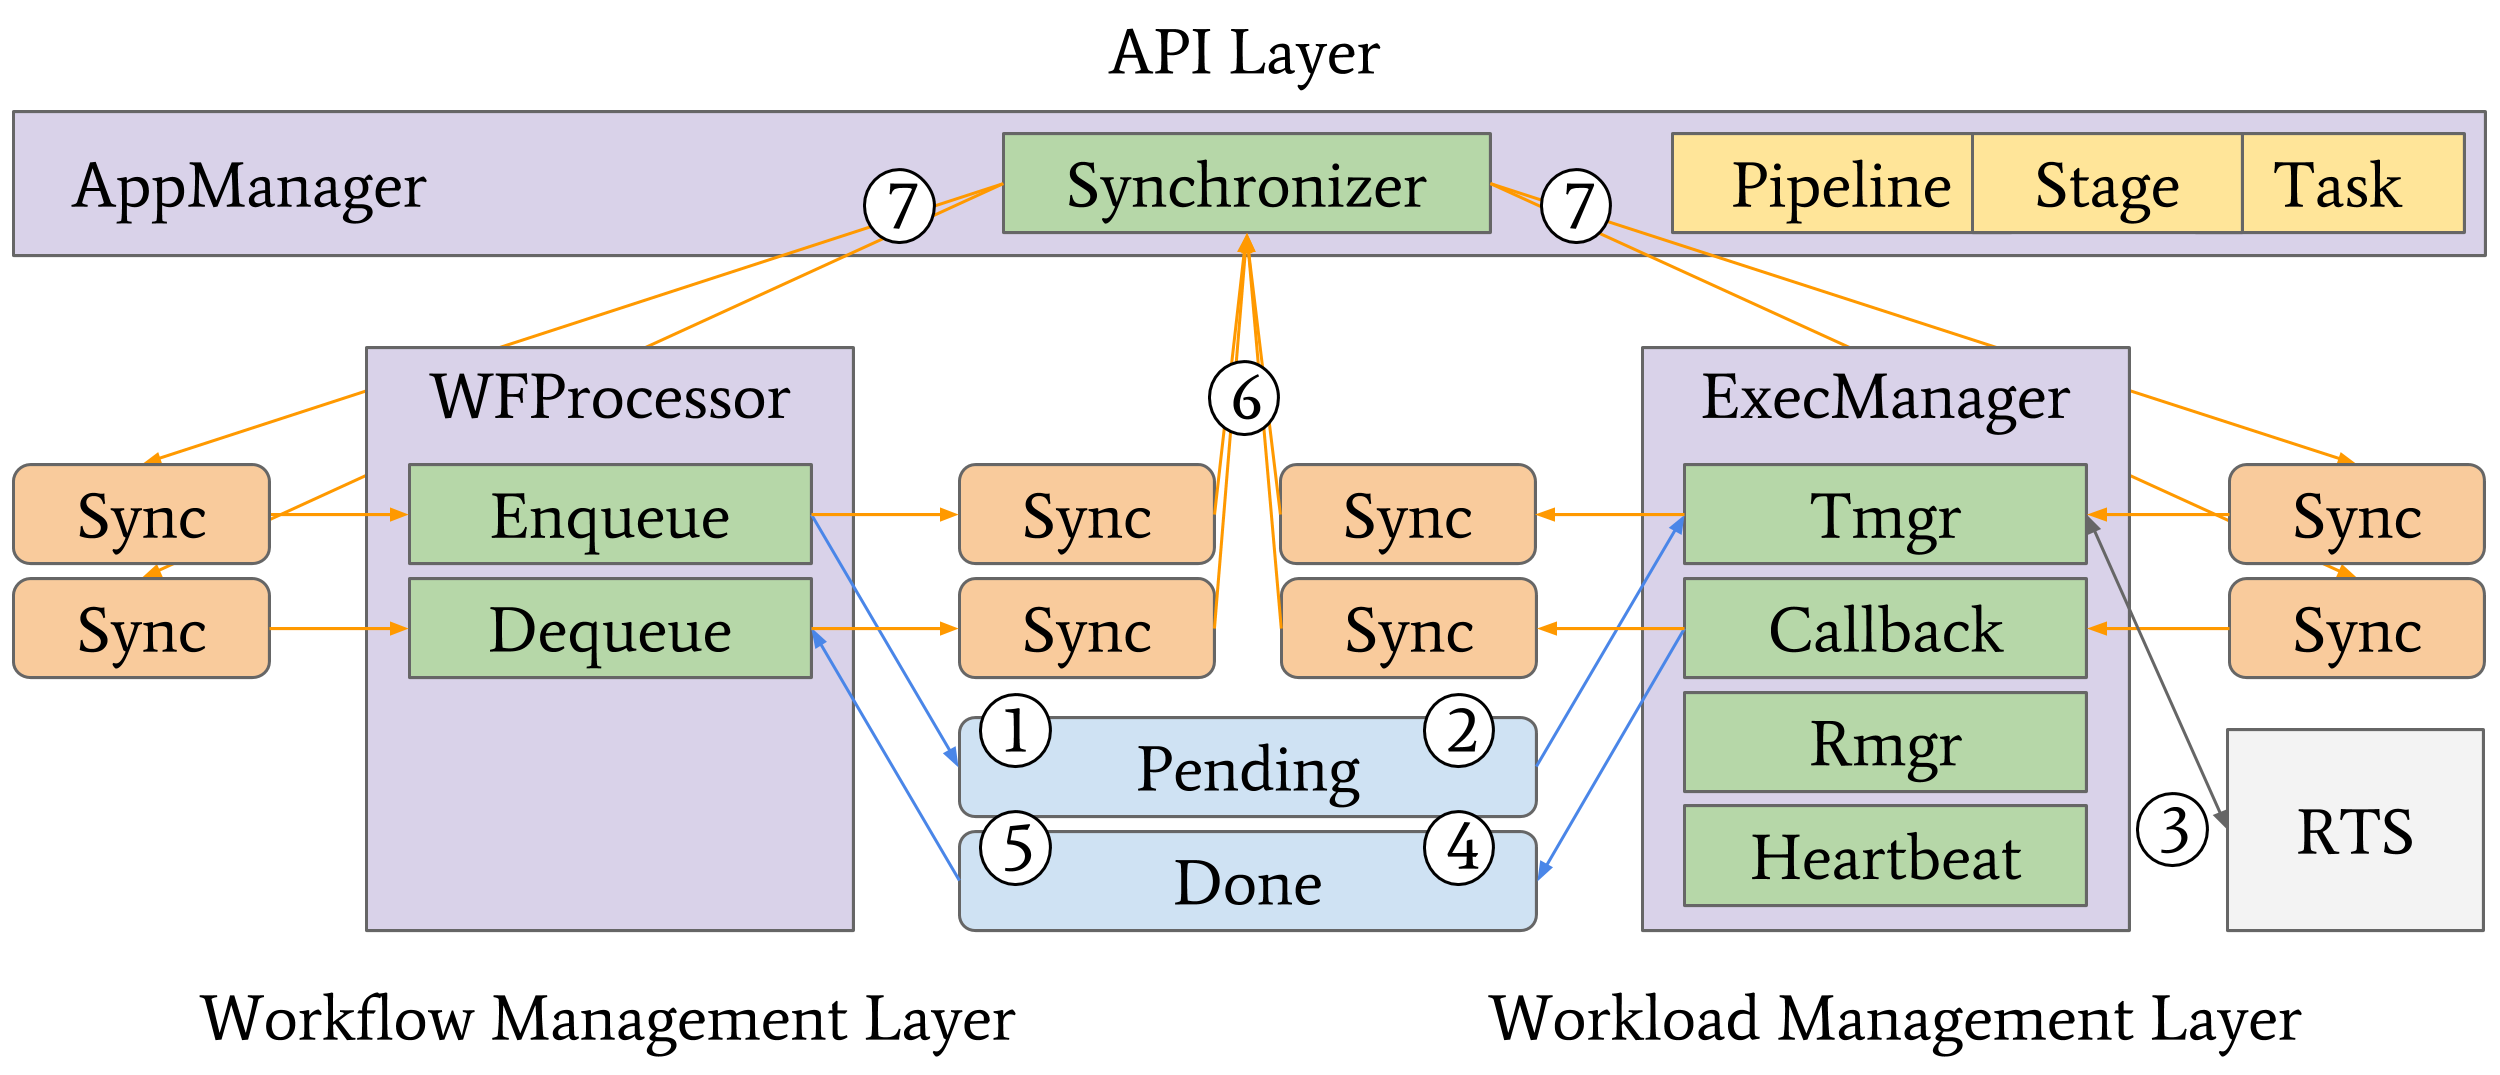 API Layer
AppManager
7
Synchronizer
7
Pipeline
Stage
Task
WFProcessor
6
ExecManager
Sync
Enqueue
Sync
Sync
Tmgr
Sync
Sync
Dequeue
Sync
Sync
Callback
Sync
1
Pending
2
Rmgr
5
Done
4
Heartbeat
3
RTS
Workflow Management Layer
Workload Management Layer